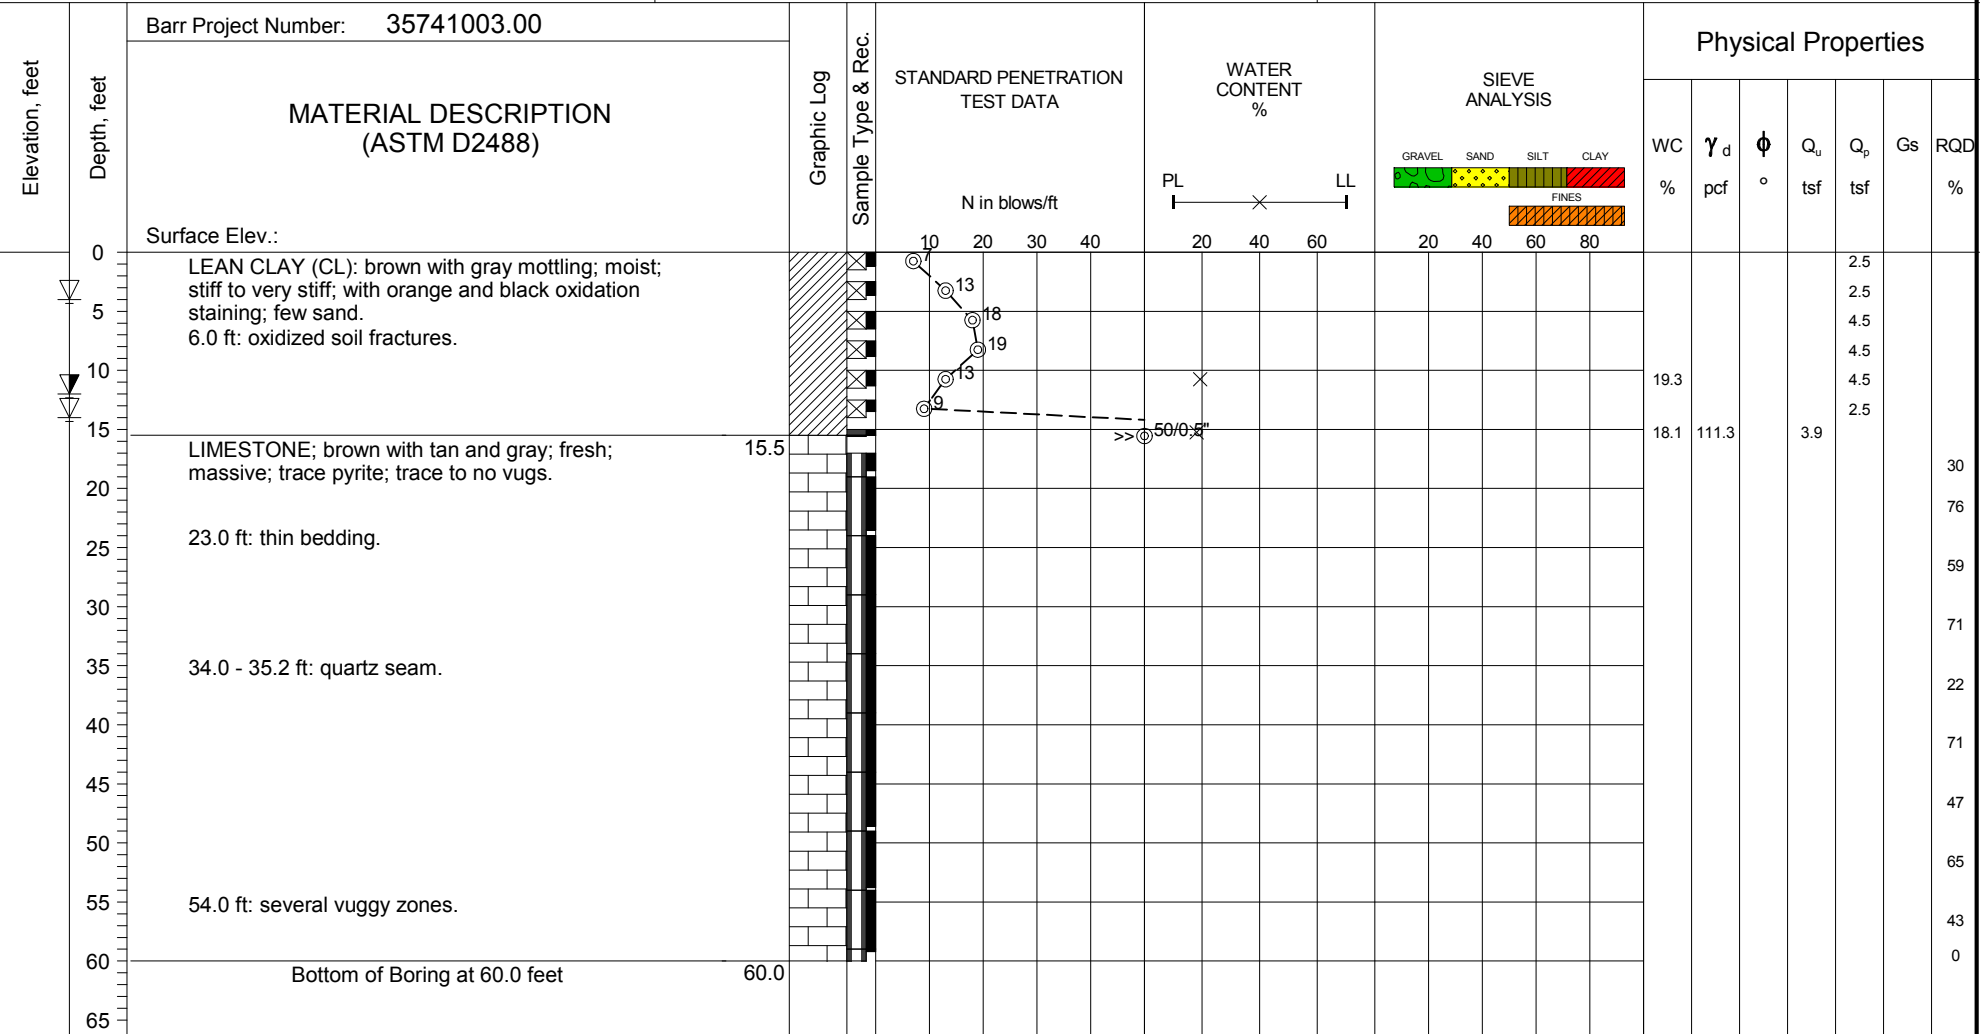 Barr Project Number: 35741003.00
Elevation, feet
Depth, feet
MATERIAL DESCRIPTION
(ASTM D2488)
Surface Elev.:
Graphic Log
Sample Type & Rec.
STANDARD PENETRATION
TEST DATA
N in blows/ft
10 20 30 40
WATER
CONTENT
%
PL LL
20 40 60
SIEVE
ANALYSIS
GRAVEL SAND SILT CLAY
FINES
20 40 60 80
Physical Properties
WC
%
γ d
pcf
ϕ
°
Qu
tsf
Qp
tsf
Gs
RQD
%
0
5
10
15
20
25
30
35
40
45
50
55
60
65
LEAN CLAY (CL): brown with gray mottling; moist;
stiff to very stiff; with orange and black oxidation
staining; few sand.
6.0 ft: oxidized soil fractures.
LIMESTONE; brown with tan and gray; fresh;
massive; trace pyrite; trace to no vugs.
15.5
23.0 ft: thin bedding.
34.0 - 35.2 ft: quartz seam.
54.0 ft: several vuggy zones.
Bottom of Boring at 60.0 feet
60.0
7
13
18
19
13
9
>> 50/0.5"
19.3
18.1 111.3 3.9
2.5
2.5
4.5
4.5
4.5
2.5
30
76
59
71
22
71
47
65
43
0